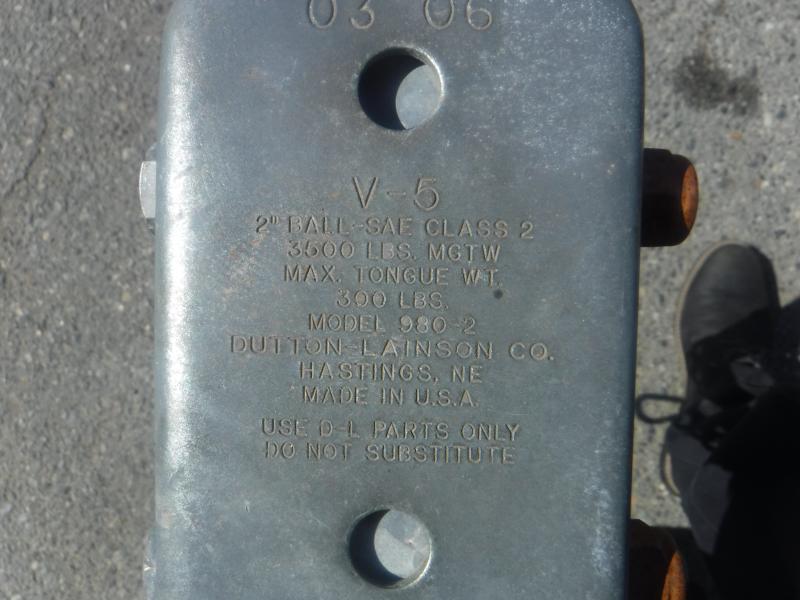 03 06
V-5
2" BALL-SAE CLASS 2
3500 LBS. MGTW
MAX. TONGUE WT.
300 LBS.
MODEL 980-2
DUTTON-LAINSON CO.
HASTINGS, NE
MADE IN U.S.A.
USE D-L PARTS ONLY
DO NOT SUBSTITUTE